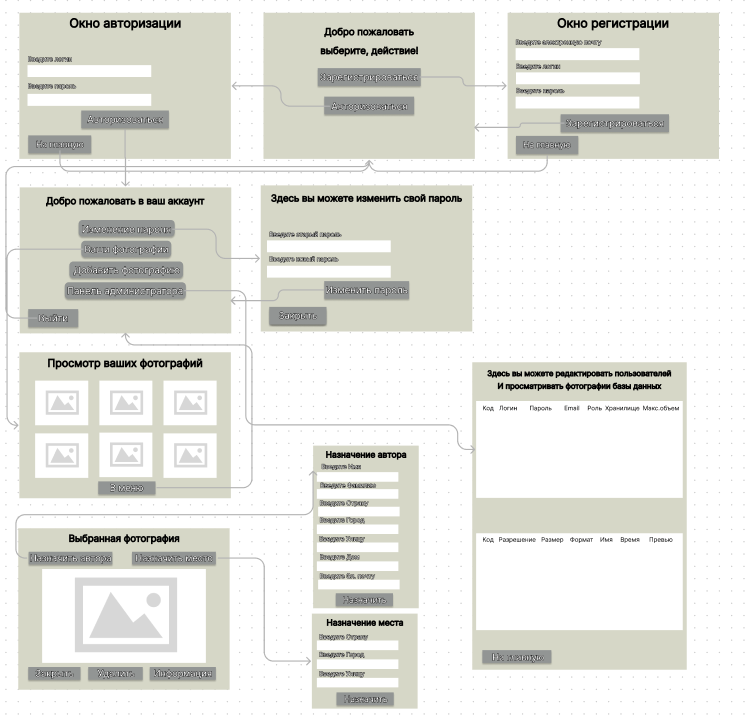 Окно авторизации
Введите логин
Введите пароль
Авторизоваться
На главную
Добро пожаловать
выберите, действие!
Зарегистрироваться
Авторизоваться
Окно регистрации
Введите электронную почту
Введите логин
Введите пароль
Зарегистрироваться
На главную
Добро пожаловать в ваш аккаунт
Изменение пароля
Ваши фотографии
Добавить фотографию
Панель администратора
Выйти
Здесь вы можете изменить свой пароль
Введите старый пароль
Введите новый пароль
Изменить пароль
Закрыть
Просмотр ваших фотографий
В меню
Здесь вы можете редактировать пользователей
И просматривать фотографии базы данных
Код Логин Пароль Email Роль Хранилище Макс.объем
Код Разрешение Размер Формат Имя Время Превью
На главную
Выбранная фотография
Назначить автора Назначить место
Закрыть Удалить Информация
Назначение автора
Введите Имя
Введите Фамилию
Введите Страну
Введите Город
Введите Улицу
Введите Дом
Введите Эл. почту
Назначить
Назначение места
Введите Страну
Введите Город
Введите Улицу
Назначить